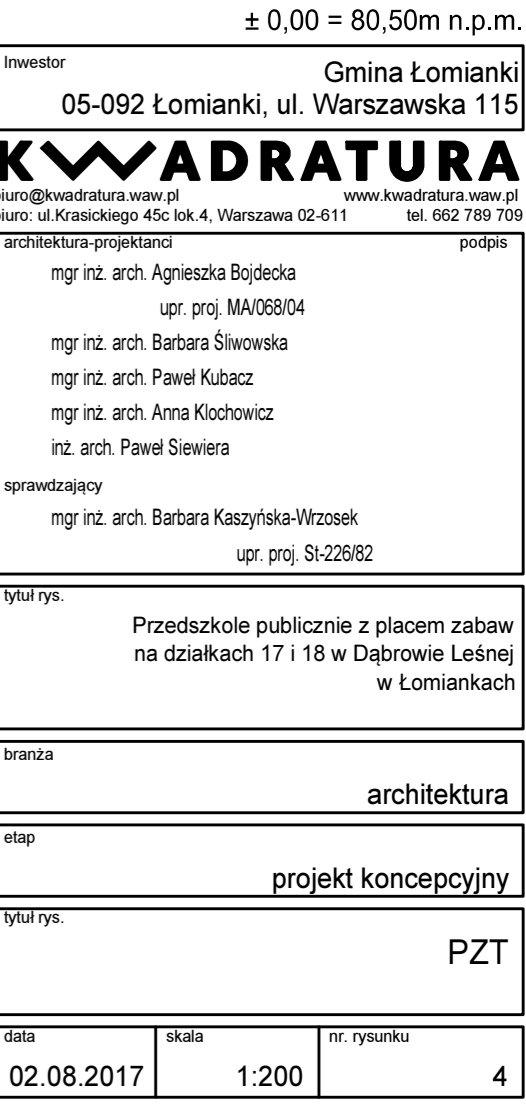 ± 0,00 = 80,50m n.p.m.
Inwestor
Gmina Łomianki
05-092 Łomianki, ul. Warszawska 115
KWADRATURA
biuro@kwadratura.waw.pl www.kwadratura.waw.pl
biuro: ul.Krasickiego 45c lok.4, Warszawa 02-611 tel. 662 789 709
architektura-projektanci podpis
mgr inż. arch. Agnieszka Bojdecka
upr. proj. MA/068/04
mgr inż. arch. Barbara Śliwowska
mgr inż. arch. Paweł Kubacz
mgr inż. arch. Anna Klochowicz
inż. arch. Paweł Siewiera
sprawdzający
mgr inż. arch. Barbara Kaszyńska-Wrzosek
upr. proj. St-226/82
tytuł rys.
Przedszkole publicznie z placem zabaw
na działkach 17 i 18 w Dąbrowie Leśnej
w Łomiankach
branża
architektura
etap
projekt koncepcyjny
tytuł rys.
PZT
data skala nr. rysunku
02.08.2017 1:200 4